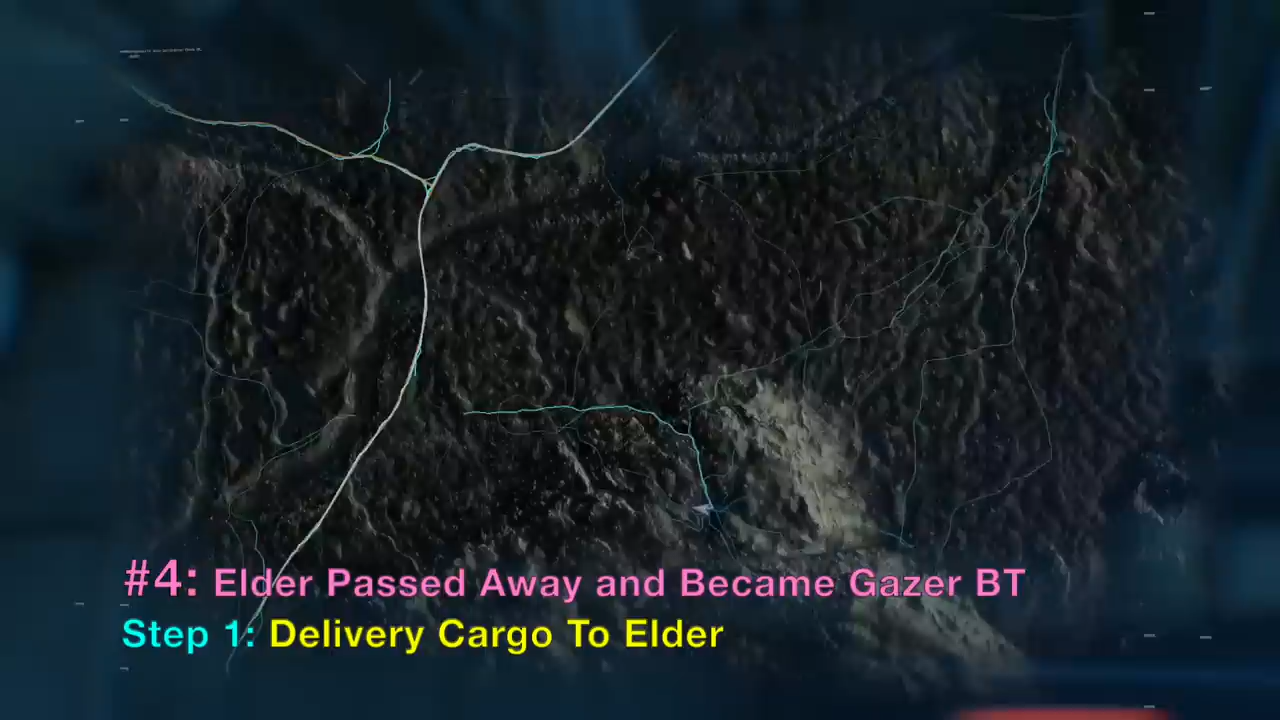 #4: Elder Passed Away and Became Gazer BT
Step 1: Delivery Cargo To Elder